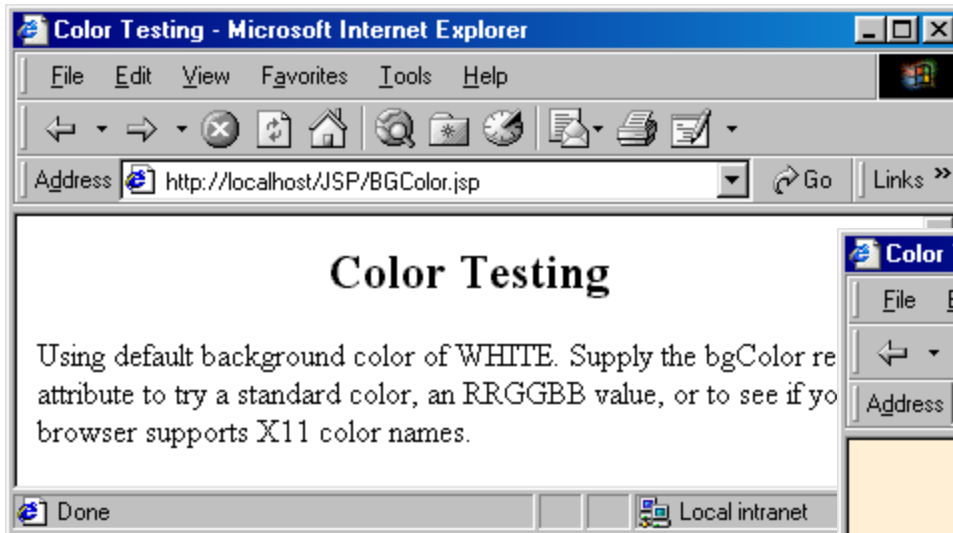 Color Testing - Microsoft Internet Explorer
File Edit View Favorites Tools Help
Address http://localhost/JSP/BGColor.jsp Go Links »
Color Testing
Using default background color of WHITE. Supply the bgColor re
attribute to try a standard color, an RRGGBB value, or to see if yo
browser supports X11 color names.
Done Local intranet
Color
File E
Address